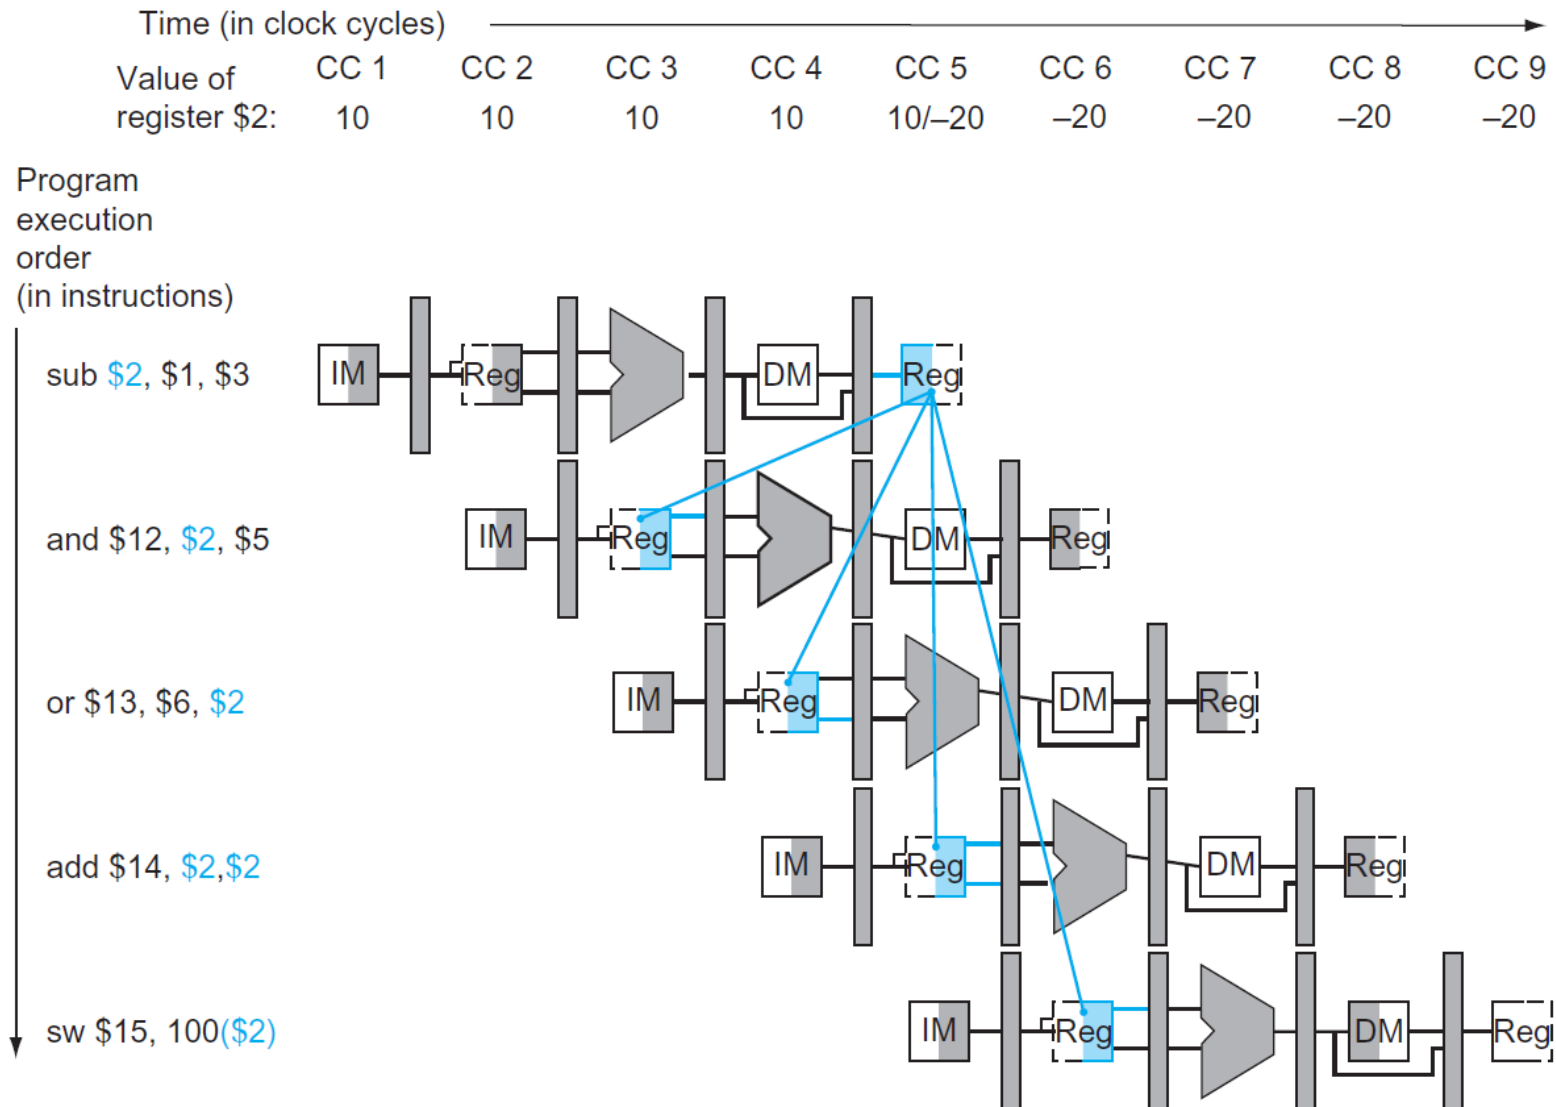 Time (in clock cycles)
Value of register $2:
CC 1 CC 2 CC 3 CC 4 CC 5 CC 6 CC 7 CC 8 CC 9
10 10 10 10 10/–20 –20 –20 –20 –20
Program
execution
order
(in instructions)
sub $2, $1, $3
IM Reg DM Reg
and $12, $2, $5
IM Reg DM Reg
or $13, $6, $2
IM Reg DM Reg
add $14, $2,$2
IM Reg DM Reg
sw $15, 100($2)
IM Reg DM Reg